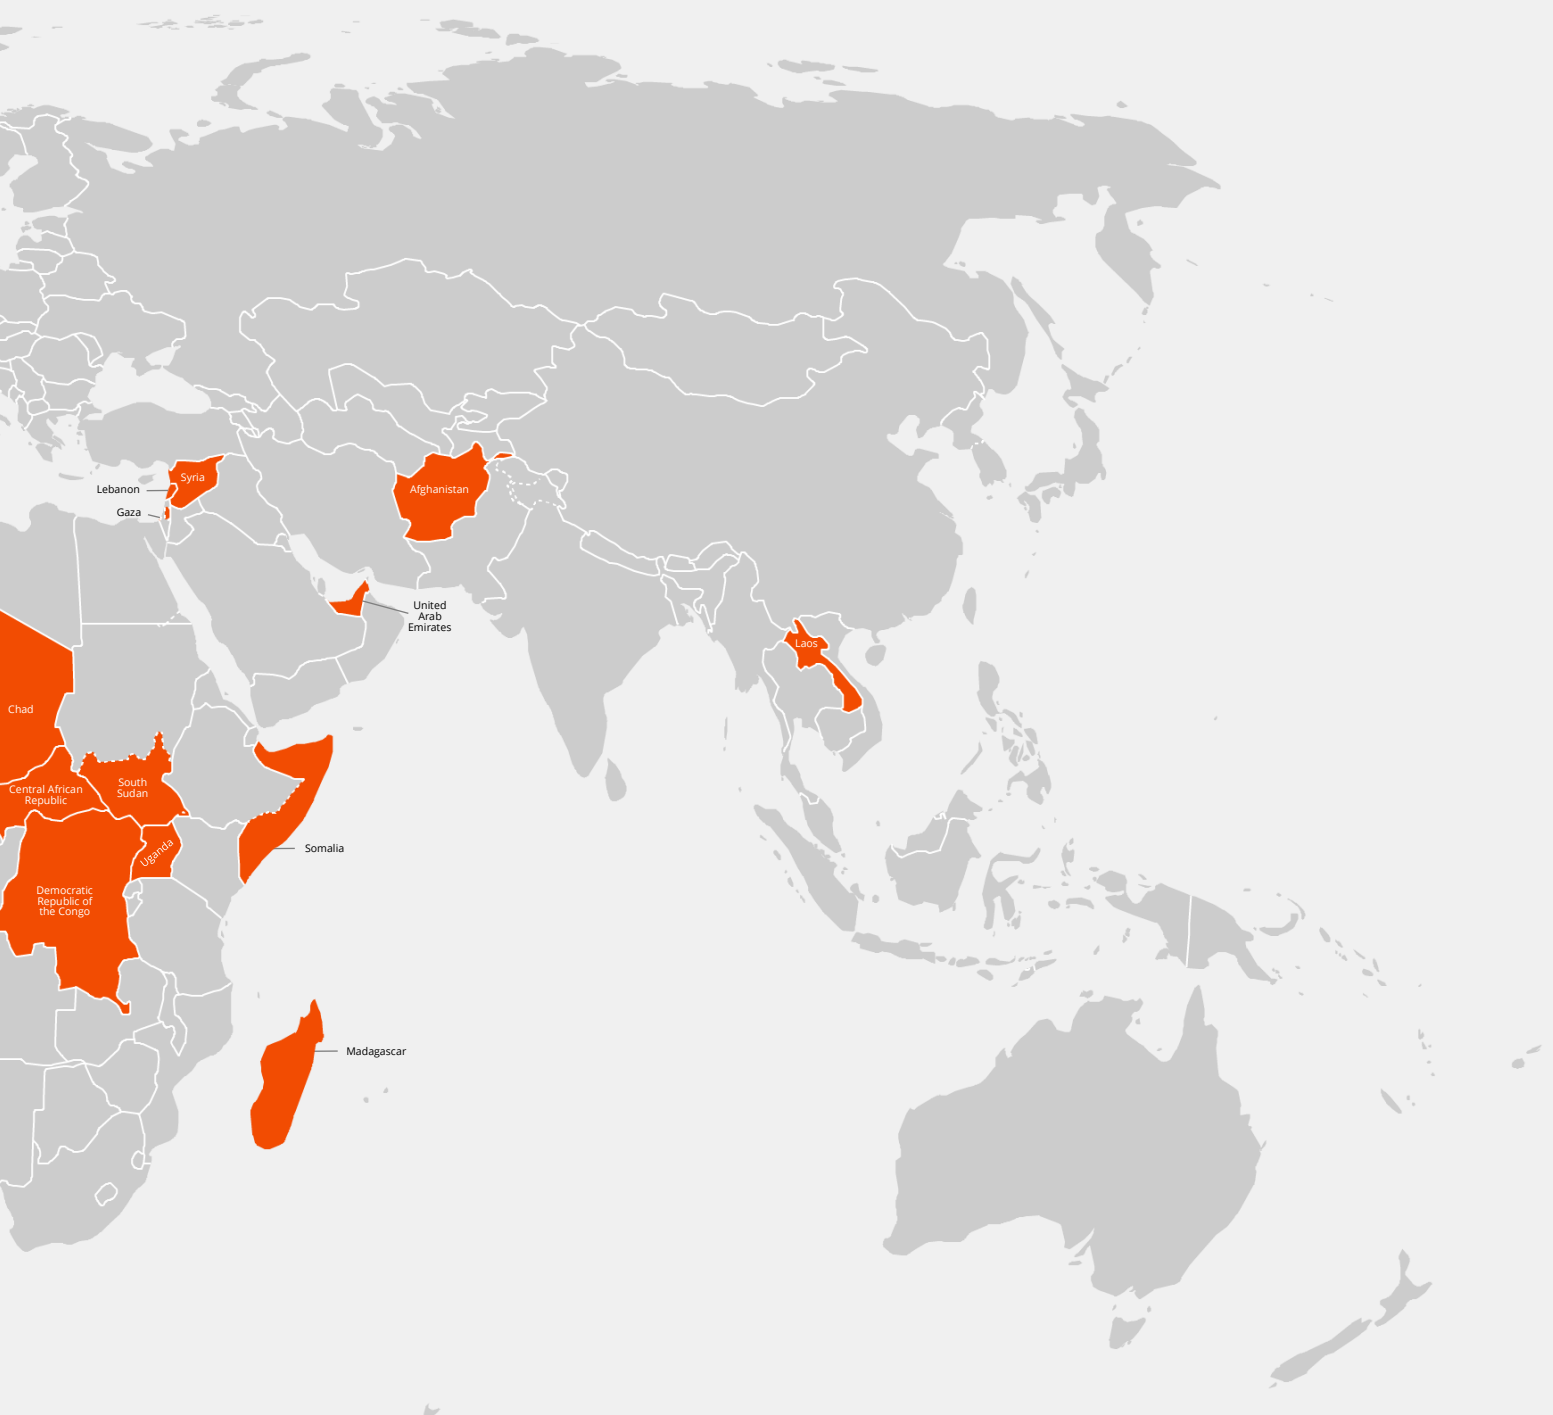 Syria
Lebanon
Gaza
Afghanistan
United
Arab
Emirates
Laos
Chad
South
Sudan
Central African
Republic
Uganda
Somalia
Democratic
Republic of
the Congo
Madagascar